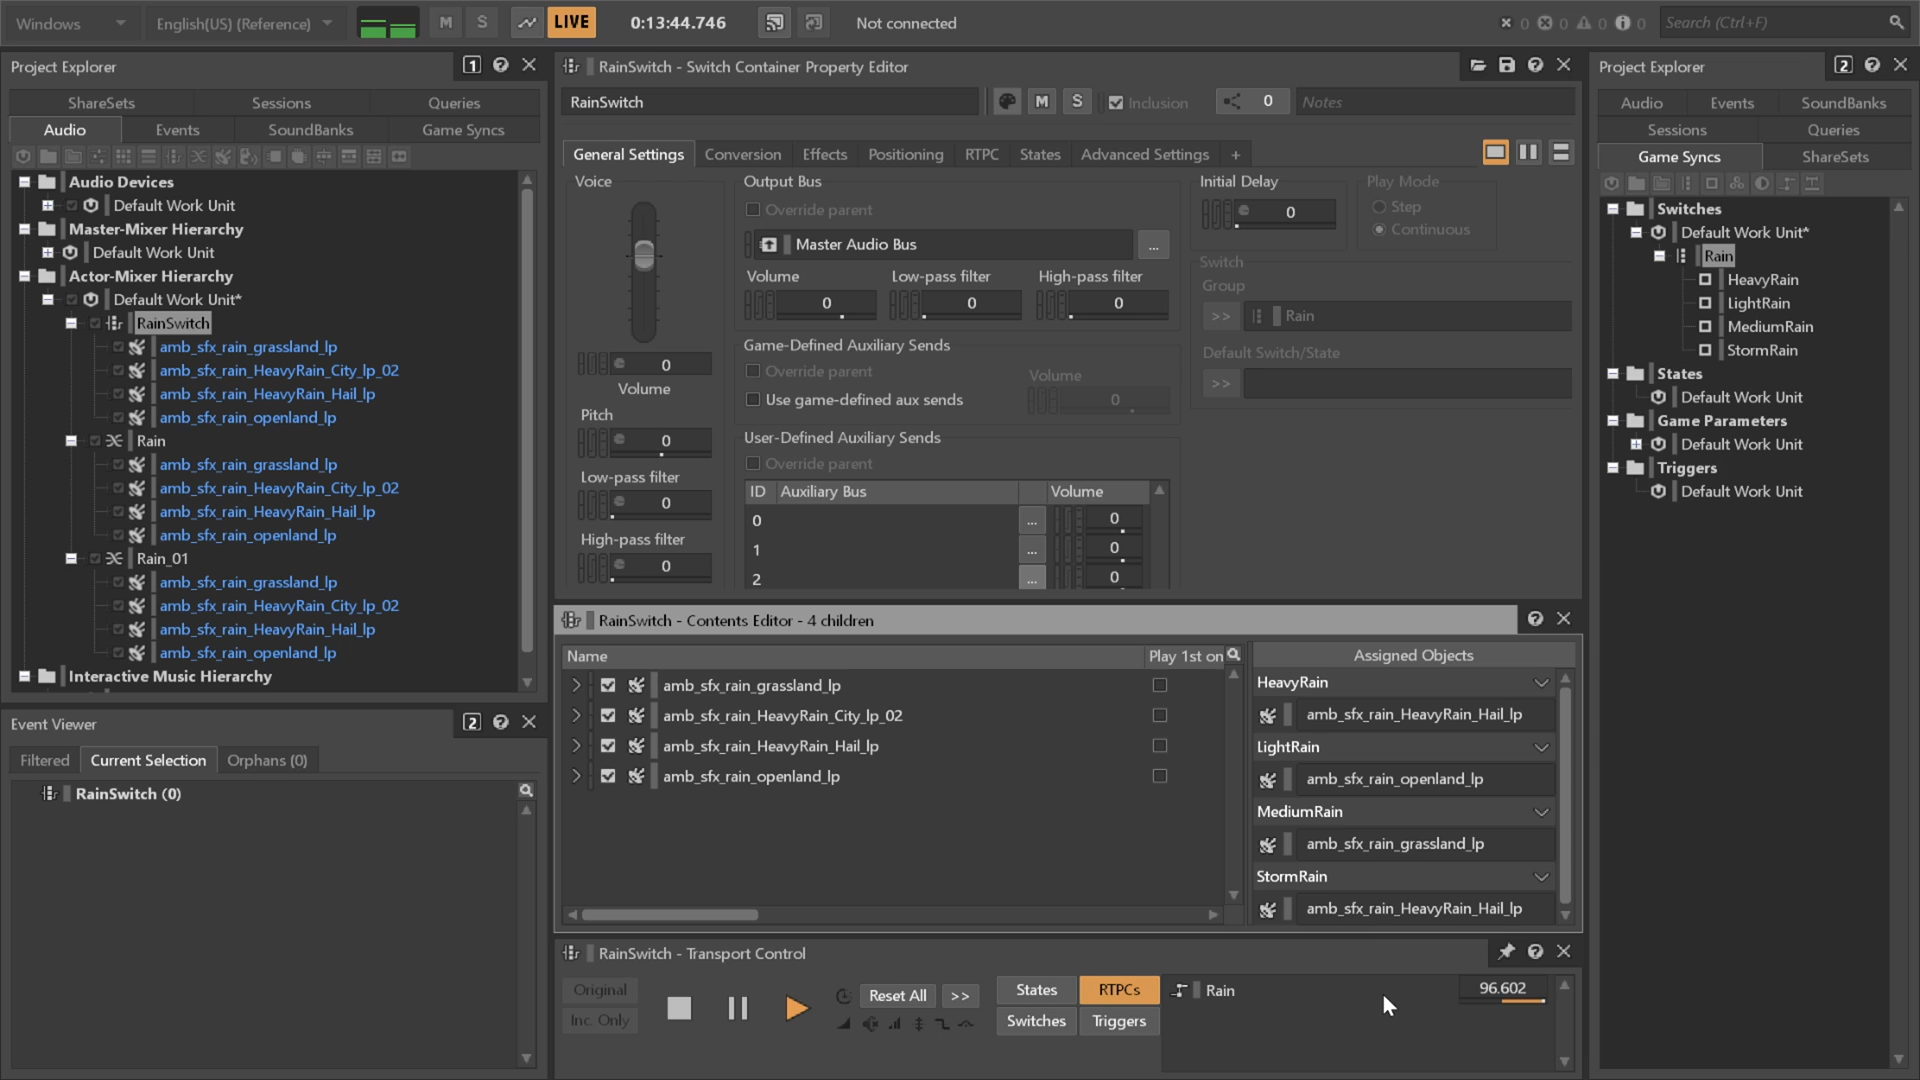 Windows
English(US) (Reference)
M
S
LIVE
0:13:44.746
Not connected
0
0
0
0
Search (Ctrl+F)
Project Explorer
1
ShareSets
Sessions
Queries
Audio
Events
SoundBanks
Game Syncs
Audio Devices
Default Work Unit
Master-Mixer Hierarchy
Default Work Unit
Actor-Mixer Hierarchy
Default Work Unit*
RainSwitch
amb_sfx_rain_grassland_lp
amb_sfx_rain_HeavyRain_City_lp_02
amb_sfx_rain_HeavyRain_Hail_lp
amb_sfx_rain_openland_lp
Rain
amb_sfx_rain_grassland_lp
amb_sfx_rain_HeavyRain_City_lp_02
amb_sfx_rain_HeavyRain_Hail_lp
amb_sfx_rain_openland_lp
Rain_01
amb_sfx_rain_grassland_lp
amb_sfx_rain_HeavyRain_City_lp_02
amb_sfx_rain_HeavyRain_Hail_lp
amb_sfx_rain_openland_lp
Interactive Music Hierarchy
Event Viewer
2
Filtered
Current Selection
Orphans (0)
RainSwitch (0)
RainSwitch - Switch Container Property Editor
RainSwitch
M
S
Inclusion
0
Notes
General Settings
Conversion
Effects
Positioning
RTPC
States
Advanced Settings
+
Voice
0
Volume
Pitch
0
Low-pass filter
0
High-pass filter
0
Output Bus
Override parent
Master Audio Bus
...
Volume
Low-pass filter
High-pass filter
0
0
0
Game-Defined Auxiliary Sends
Override parent
Use game-defined aux sends
Volume
0
User-Defined Auxiliary Sends
Override parent
ID
Auxiliary Bus
Volume
0
...
0
1
...
0
2
...
0
Initial Delay
0
Play Mode
Step
Continuous
Switch
Group
>>
Rain
Default Switch/State
>>
RainSwitch - Contents Editor - 4 children
Name
Play 1st on
amb_sfx_rain_grassland_lp
amb_sfx_rain_HeavyRain_City_lp_02
amb_sfx_rain_HeavyRain_Hail_lp
amb_sfx_rain_openland_lp
Assigned Objects
HeavyRain
amb_sfx_rain_HeavyRain_Hail_lp
LightRain
amb_sfx_rain_openland_lp
MediumRain
amb_sfx_rain_grassland_lp
StormRain
amb_sfx_rain_HeavyRain_Hail_lp
RainSwitch - Transport Control
Original
Inc. Only
Reset All
>>
States
RTPCs
Switches
Triggers
Rain
96.602
Project Explorer
2
Audio
Events
SoundBanks
Sessions
Queries
Game Syncs
ShareSets
Switches
Default Work Unit*
Rain
HeavyRain
LightRain
MediumRain
StormRain
States
Default Work Unit
Game Parameters
Default Work Unit
Triggers
Default Work Unit